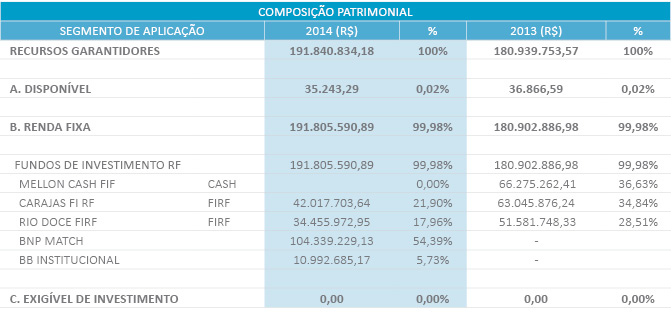 COMPOSIÇÃO PATRIMONIAL
SEGMENTO DE APLICAÇÃO 2014 (R$) % 2013 (R$) %
RECURSOS GARANTIDORES 191.840.834,18 100% 180.939.753,57 100%
A. DISPONÍVEL 35.243,29 0,02% 36.866,59 0,02%
B. RENDA FIXA 191.805.590,89 99,98% 180.902.886,98 99,98%
FUNDOS DE INVESTIMENTO RF 191.805.590,89 99,98% 180.902.886,98 99,98%
MELLON CASH FIF CASH 0,00% 66.275.262,41 36,63%
CARAJAS FI RF FIRF 42.017.703,64 21,90% 63.045.876,24 34,84%
RIO DOCE FIRF FIRF 34.455.972,95 17,96% 51.581.748,33 28,51%
BNP MATCH 104.339.229,13 54,39% -
BB INSTITUCIONAL 10.992.685,17 5,73% -
C. EXIGÍVEL DE INVESTIMENTO 0,00 0,00% 0,00 0,00%